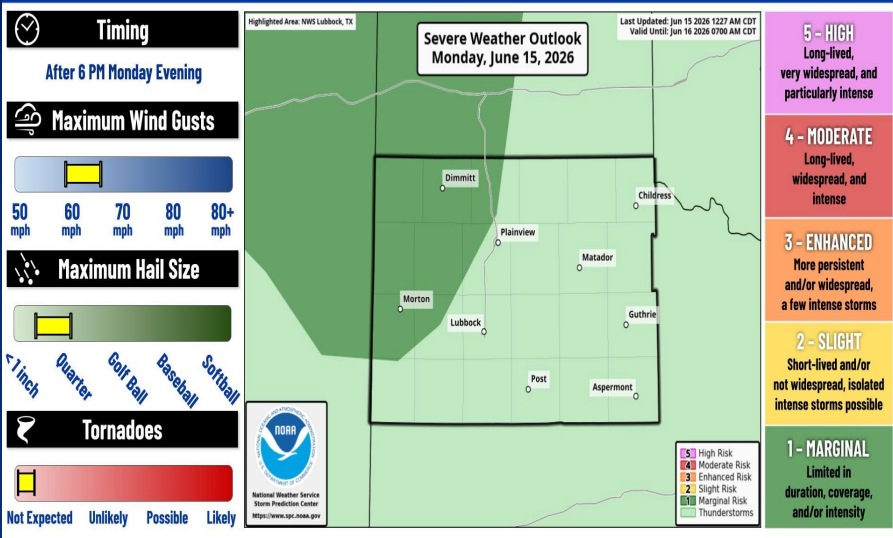 Timing
After 6 PM Monday Evening
Maximum Wind Gusts
50 mph
60 mph
70 mph
80 mph
80+ mph
Maximum Hail Size
< 1 inch
Quarter
Golf Ball
Baseball
Softball
Tornadoes
Not Expected
Unlikely
Possible
Likely
Highlighted Area: NWS Lubbock, TX
Severe Weather Outlook
Monday, June 15, 2026
Last Updated: Jun 15 2026 1227 AM CDT
Valid Until: Jun 16 2026 0700 AM CDT
Dimmitt
Childress
Plainview
Matador
Morton
Lubbock
Guthrie
Post
Aspermont
NOAA
National Weather Service
Storm Prediction Center
https://www.spc.noaa.gov
5 High Risk
4 Moderate Risk
3 Enhanced Risk
2 Slight Risk
1 Marginal Risk
Thunderstorms
5 - HIGH
Long-lived,
very widespread, and
particularly intense
4 - MODERATE
Long-lived,
widespread, and
intense
3 - ENHANCED
More persistent
and/or widespread,
a few intense storms
2 - SLIGHT
Short-lived and/or
not widespread, isolated
intense storms possible
1 - MARGINAL
Limited in
duration, coverage,
and/or intensity